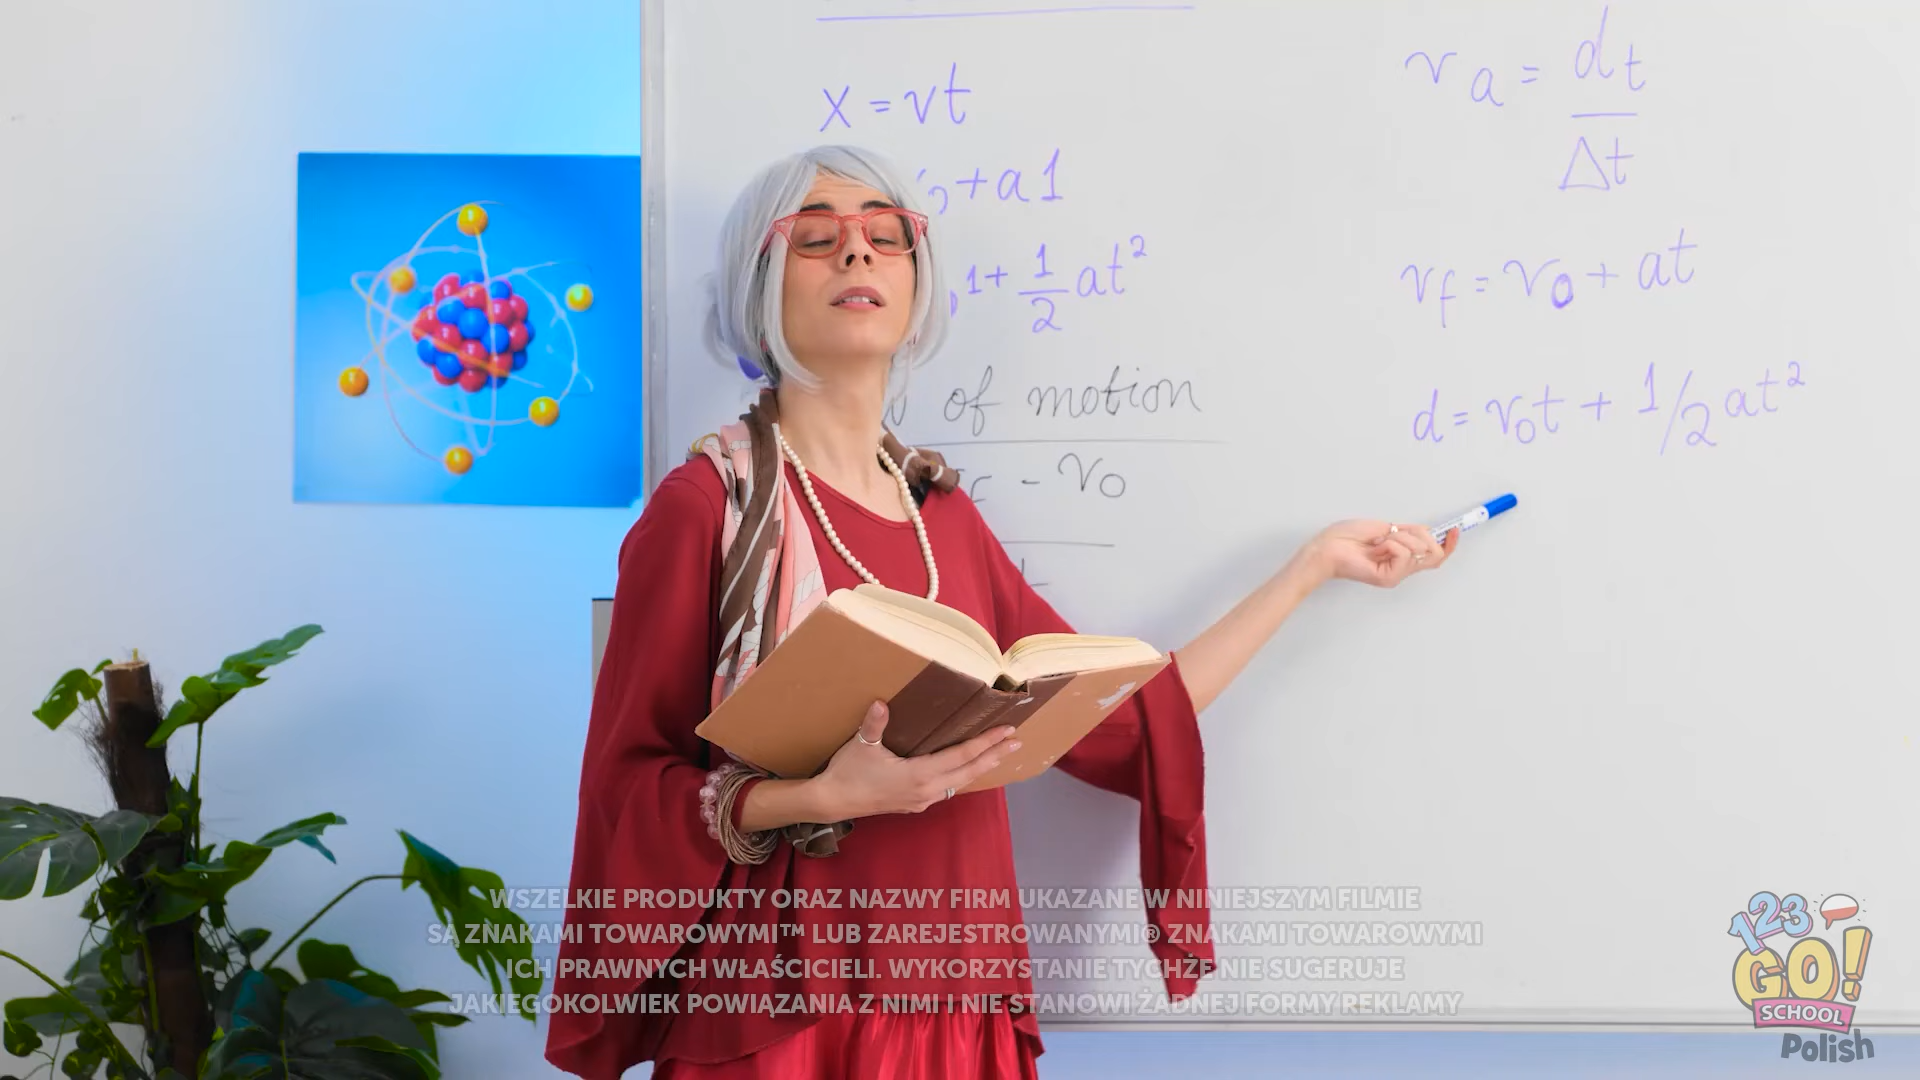 x = vt
+ a1
1 + 1/2 at²
of motion
- v₀
vₐ = dt / Δt
v_f = v₀ + at
d = v₀t + 1/2 at²
WSZELKIE PRODUKTY ORAZ NAZWY FIRM UKAZANE W NINIEJSZYM FILMIE
SĄ ZNAKAMI TOWAROWYMI™ LUB ZAREJESTROWANYMI® ZNAKAMI TOWAROWYMI
ICH PRAWNYCH WŁAŚCICIELI. WYKORZYSTANIE TYCHŻE NIE SUGERUJE
JAKIEGOKOLWIEK POWIĄZANIA Z NIMI I NIE STANOWI ŻADNEJ FORMY REKLAMY
123
GO!
SCHOOL
Polish